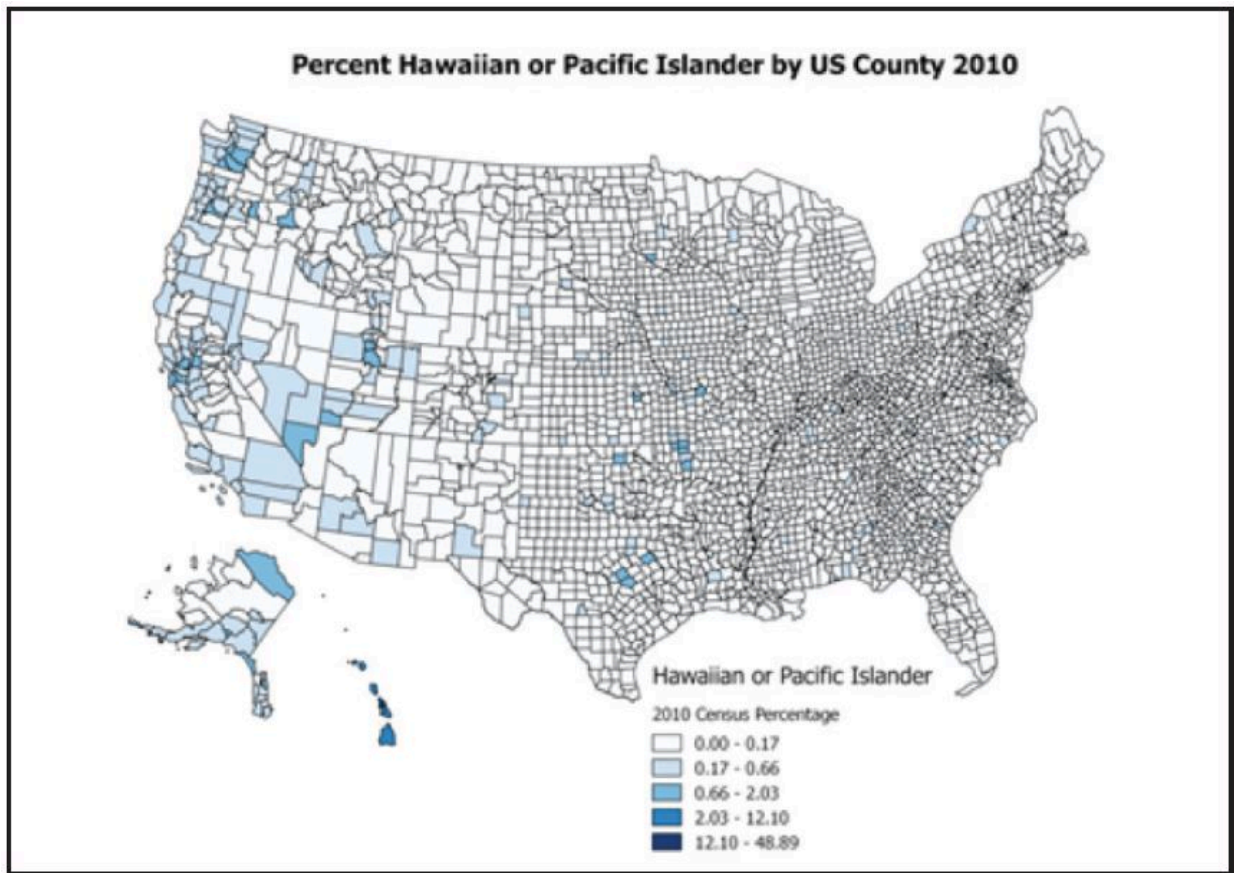 Percent Hawaiian or Pacific Islander by US County 2010
Hawaiian or Pacific Islander
2010 Census Percentage
0.00 - 0.17
0.17 - 0.66
0.66 - 2.03
2.03 - 12.10
12.10 - 48.89